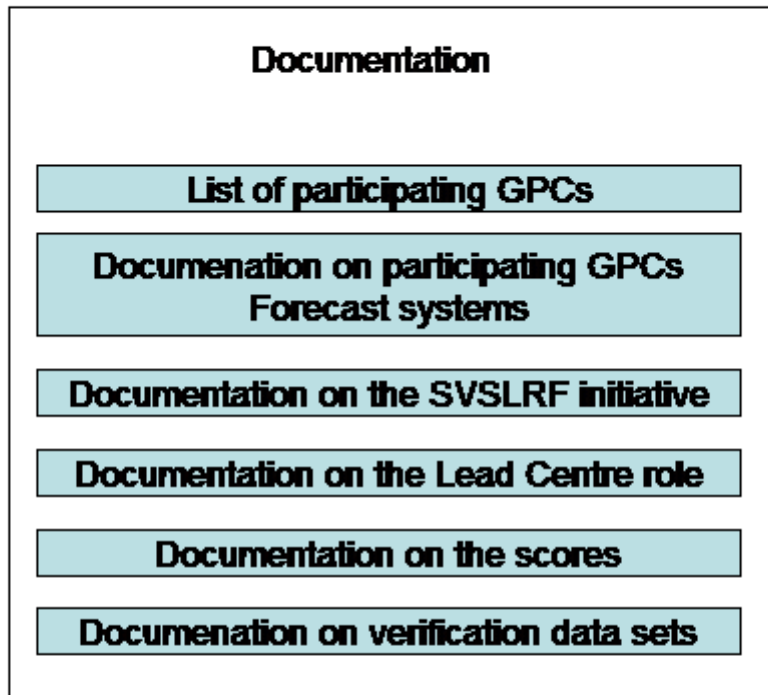 Documentation
List of participating GPCs
Documenation on participating GPCs
Forecast systems
Documentation on the SVSLRF initiative
Documentation on the Lead Centre role
Documentation on the scores
Documenation on verification data sets